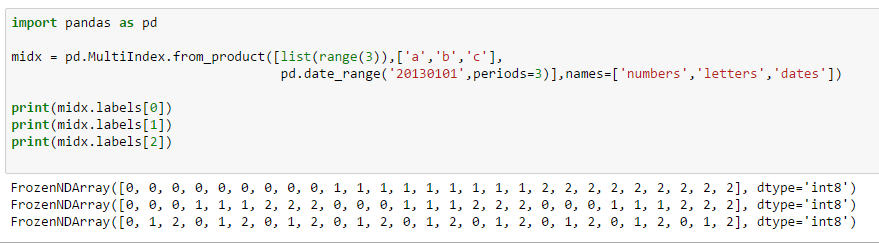 import pandas as pd
midx = pd.MultiIndex.from_product([list(range(3)),['a','b','c'],
pd.date_range('20130101',periods=3)],names=['numbers','letters','dates'])
print(midx.labels[0])
print(midx.labels[1])
print(midx.labels[2])
FrozenNDArray([0, 0, 0, 0, 0, 0, 0, 0, 0, 1, 1, 1, 1, 1, 1, 1, 1, 1, 2, 2, 2, 2, 2, 2, 2, 2, 2], dtype='int8')
FrozenNDArray([0, 0, 0, 1, 1, 1, 2, 2, 2, 0, 0, 0, 1, 1, 1, 2, 2, 2, 0, 0, 0, 1, 1, 1, 2, 2, 2], dtype='int8')
FrozenNDArray([0, 1, 2, 0, 1, 2, 0, 1, 2, 0, 1, 2, 0, 1, 2, 0, 1, 2, 0, 1, 2, 0, 1, 2, 0, 1, 2], dtype='int8')